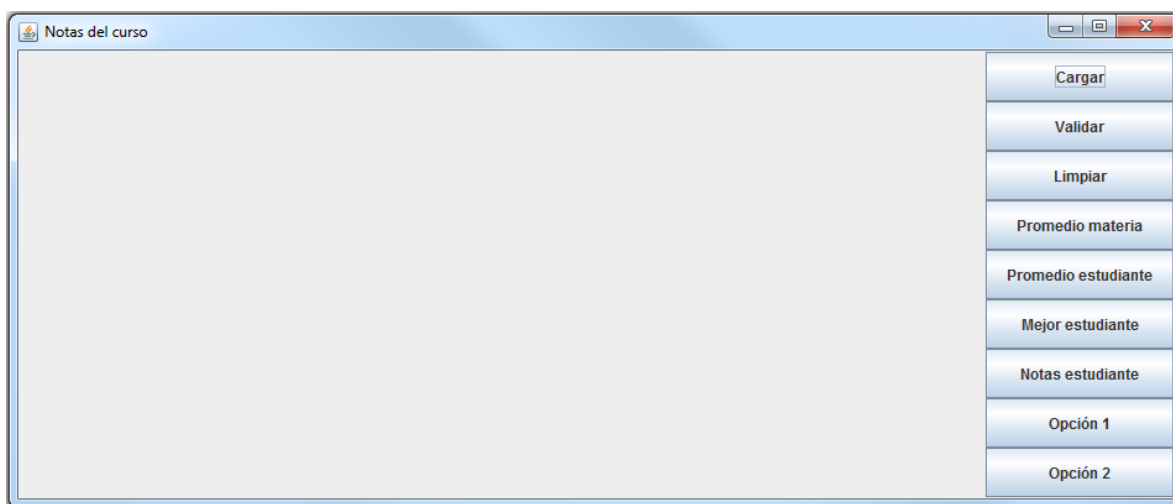 Notas del curso
Cargar
Validar
Limpiar
Promedio materia
Promedio estudiante
Mejor estudiante
Notas estudiante
Opción 1
Opción 2